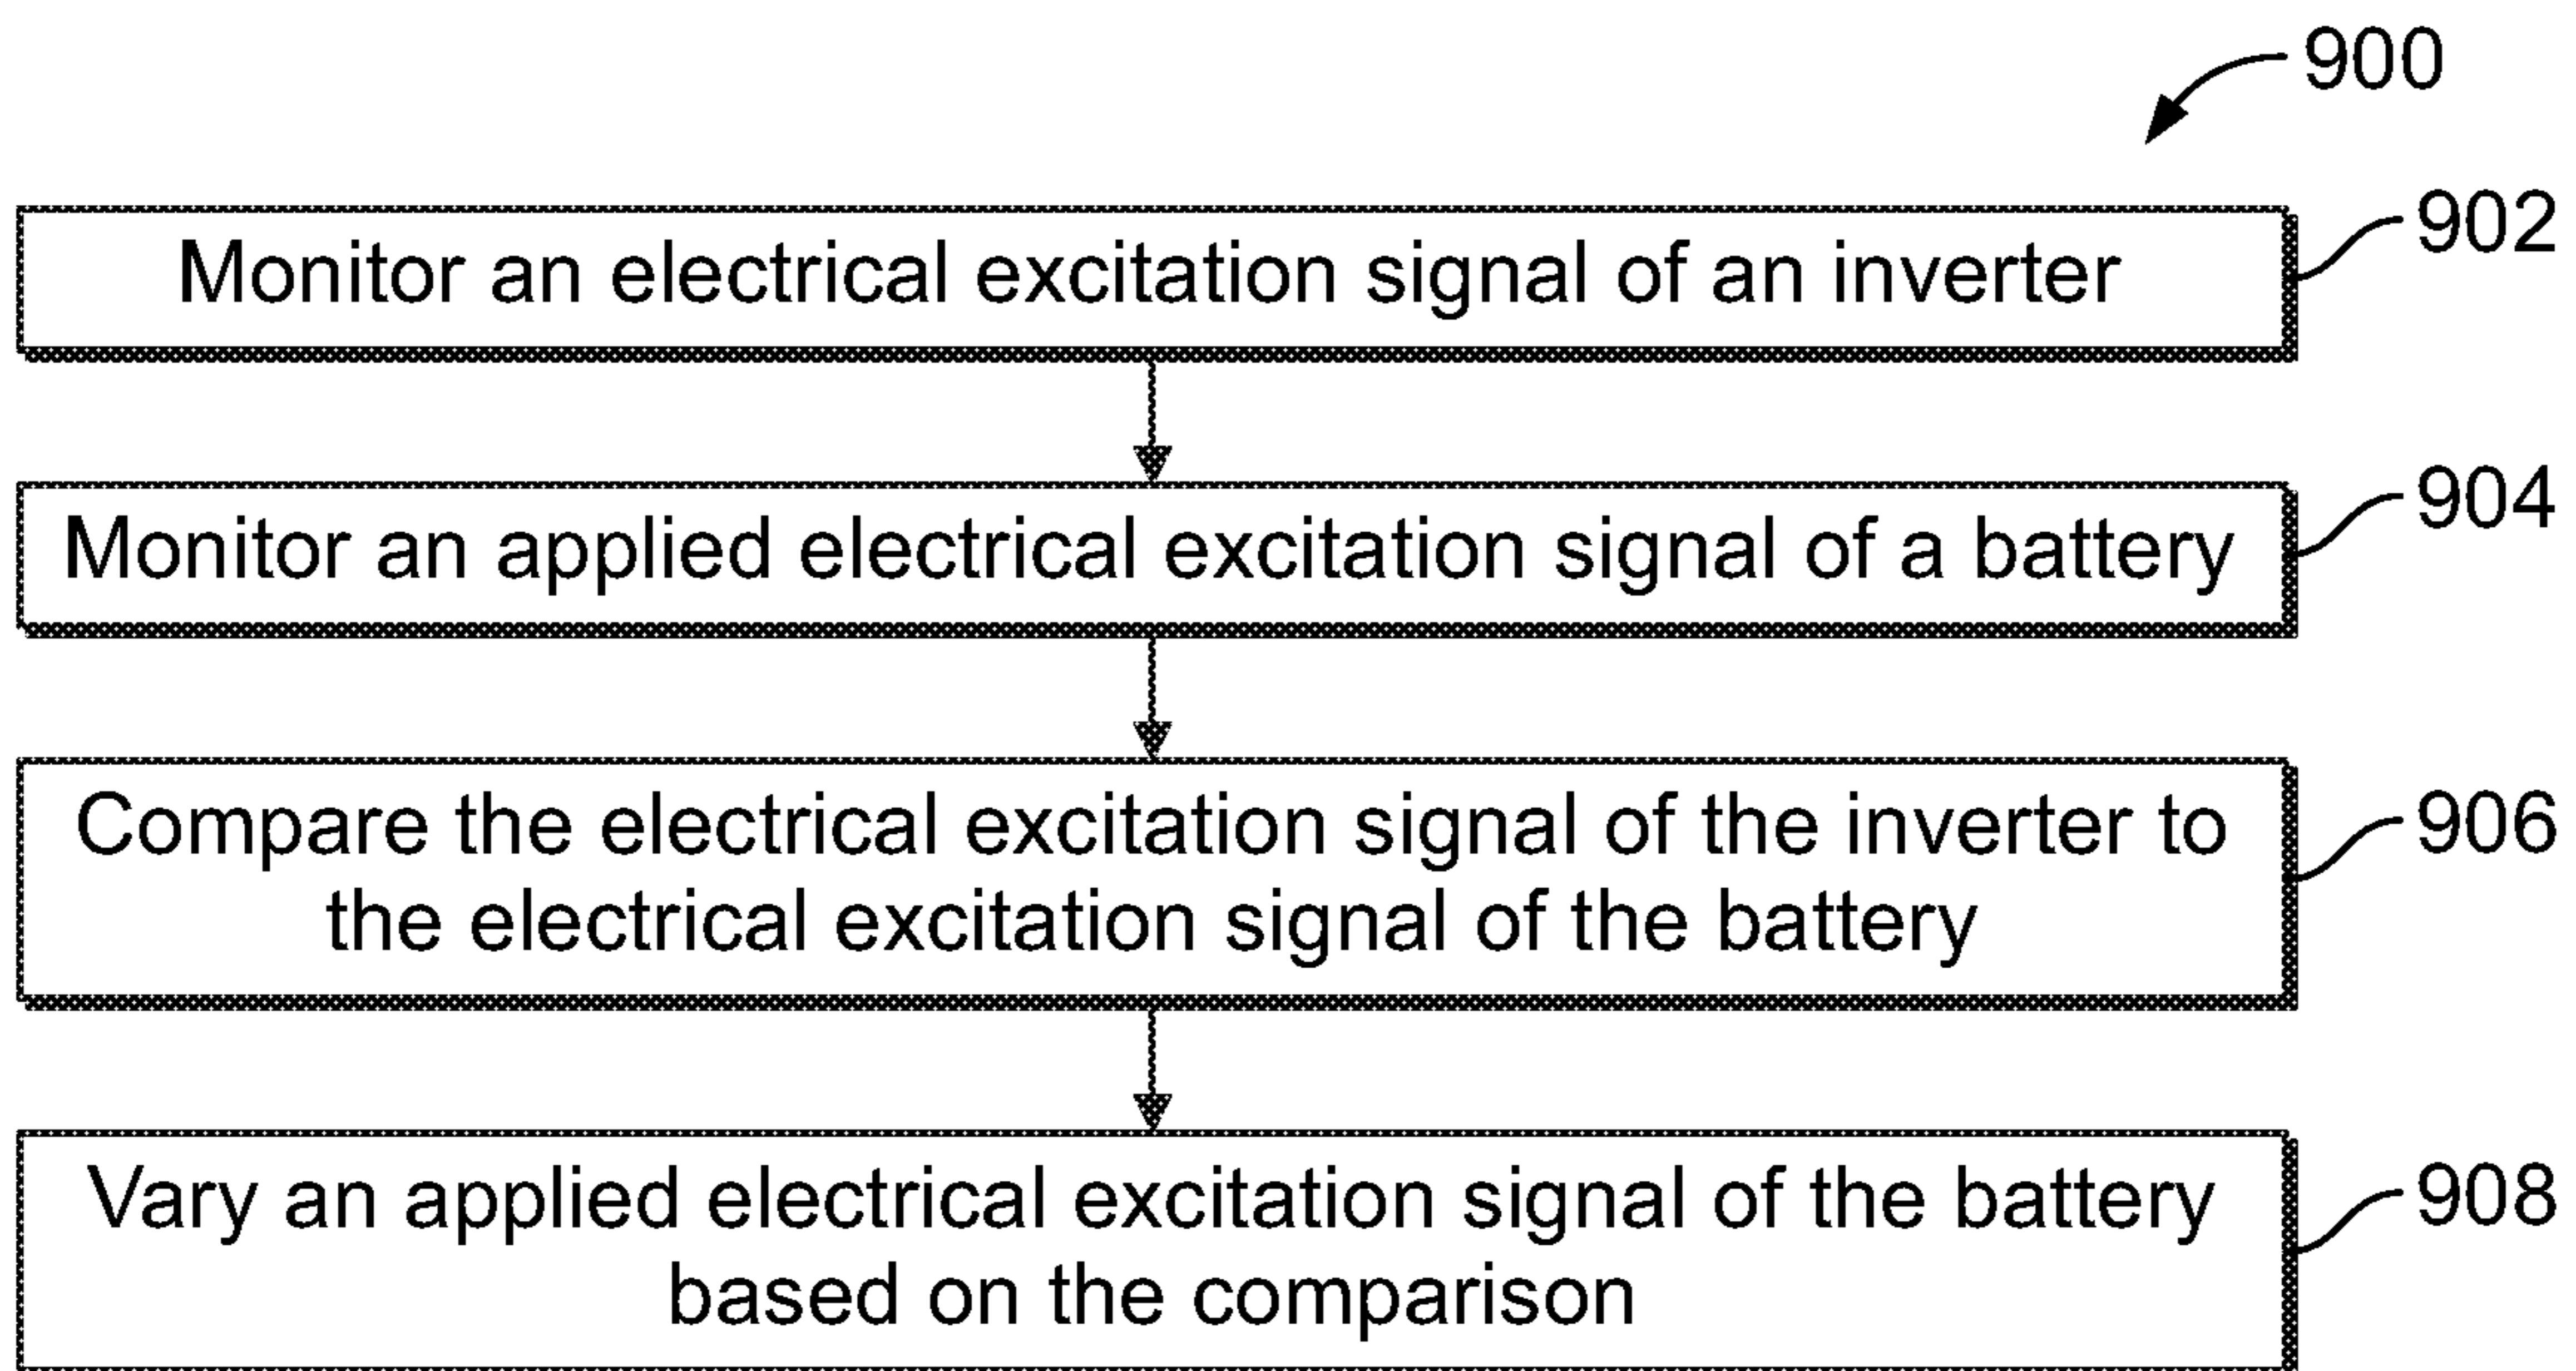 900
Monitor an electrical excitation signal of an inverter
902
Monitor an applied electrical excitation signal of a battery
904
Compare the electrical excitation signal of the inverter to
the electrical excitation signal of the battery
906
Vary an applied electrical excitation signal of the battery
based on the comparison
908